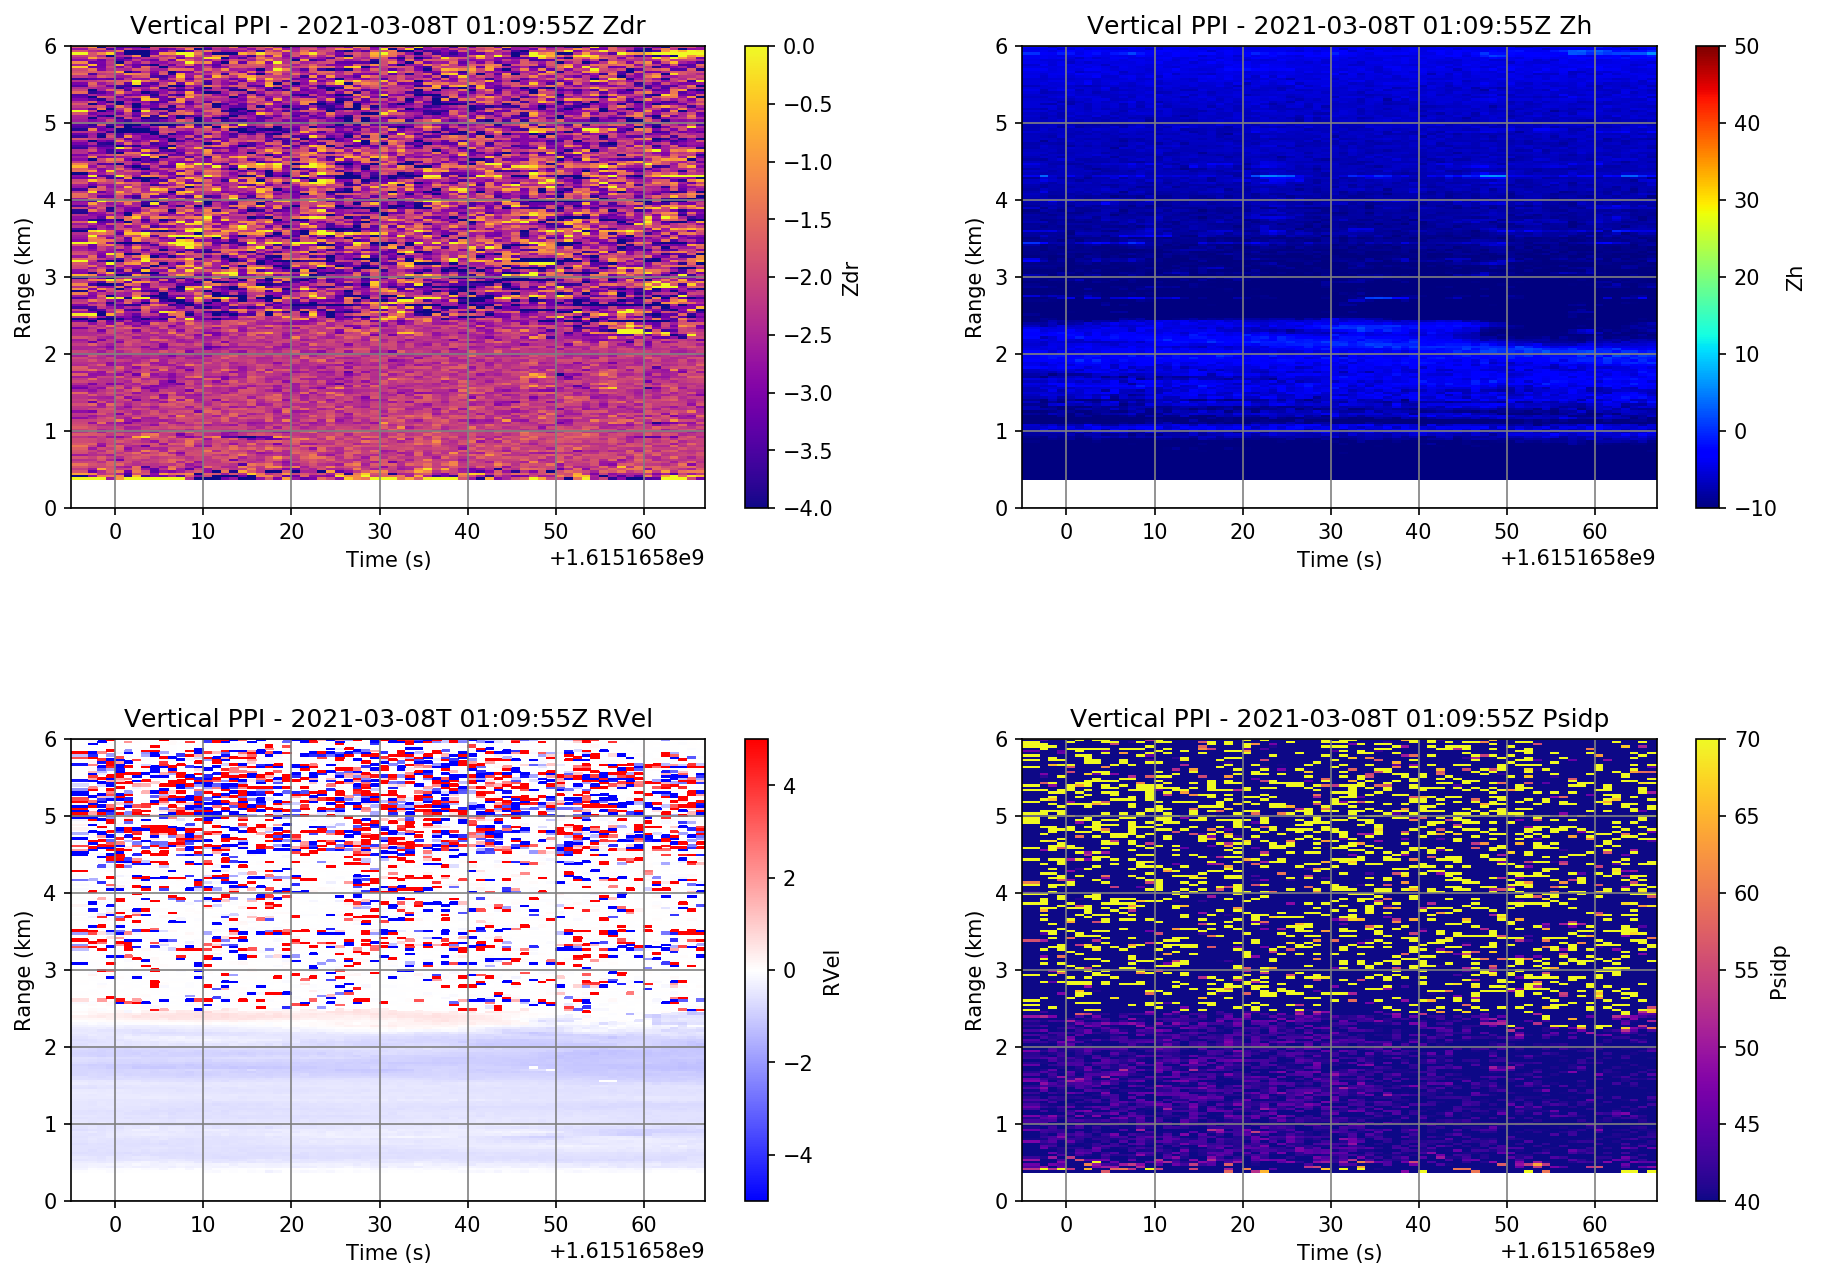 Vertical PPI - 2021-03-08T 01:09:55Z Zdr
6
5
4
3
2
1
0
Range (km)
0 10 20 30 40 50 60
Time (s)
+1.6151658e9
0.0
−0.5
−1.0
−1.5
−2.0
−2.5
−3.0
−3.5
−4.0
Zdr
Vertical PPI - 2021-03-08T 01:09:55Z Zh
6
5
4
3
2
1
0
Range (km)
0 10 20 30 40 50 60
Time (s)
+1.6151658e9
50
40
30
20
10
0
−10
Zh
Vertical PPI - 2021-03-08T 01:09:55Z RVel
6
5
4
3
2
1
0
Range (km)
0 10 20 30 40 50 60
Time (s)
+1.6151658e9
4
2
0
−2
−4
RVel
Vertical PPI - 2021-03-08T 01:09:55Z Psidp
6
5
4
3
2
1
0
Range (km)
0 10 20 30 40 50 60
Time (s)
+1.6151658e9
70
65
60
55
50
45
40
Psidp